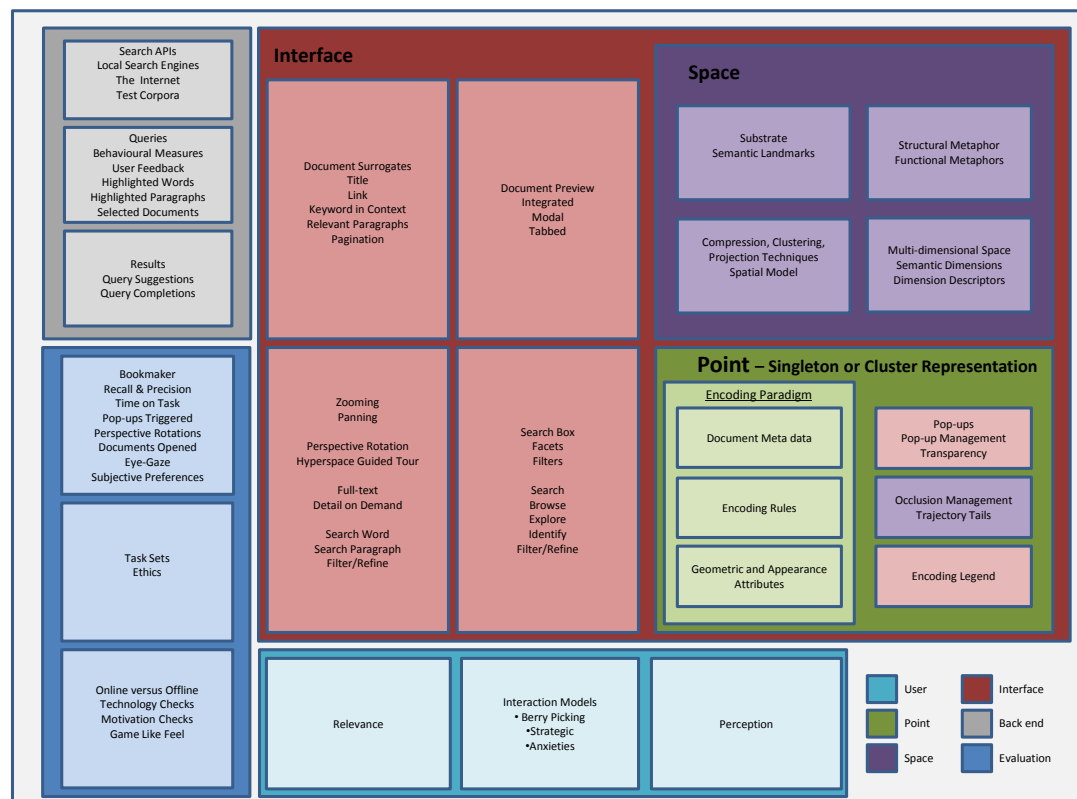 Search APIs
Local Search Engines
The Internet
Test Corpora
Queries
Behavioural Measures
User Feedback
Highlighted Words
Highlighted Paragraphs
Selected Documents
Results
Query Suggestions
Query Completions
Bookmaker
Recall & Precision
Time on Task
Pop-ups Triggered
Perspective Rotations
Documents Opened
Eye-Gaze
Subjective Preferences
Task Sets
Ethics
Online versus Offline
Technology Checks
Motivation Checks
Game Like Feel
Interface
Document Surrogates
Title
Link
Keyword in Context
Relevant Paragraphs
Pagination
Document Preview
Integrated
Modal
Tabbed
Zooming
Panning
Perspective Rotation
Hyperspace Guided Tour
Full-text
Detail on Demand
Search Word
Search Paragraph
Filter/Refine
Search Box
Facets
Filters
Search
Browse
Explore
Identify
Filter/Refine
Space
Substrate
Semantic Landmarks
Structural Metaphor
Functional Metaphors
Compression, Clustering,
Projection Techniques
Spatial Model
Multi-dimensional Space
Semantic Dimensions
Dimension Descriptors
Point – Singleton or Cluster Representation
Encoding Paradigm
Document Meta data
Encoding Rules
Geometric and Appearance
Attributes
Pop-ups
Pop-up Management
Transparency
Occlusion Management
Trajectory Tails
Encoding Legend
Relevance
Interaction Models
• Berry Picking
•Strategic
•Anxieties
Perception
User
Interface
Point
Back end
Space
Evaluation